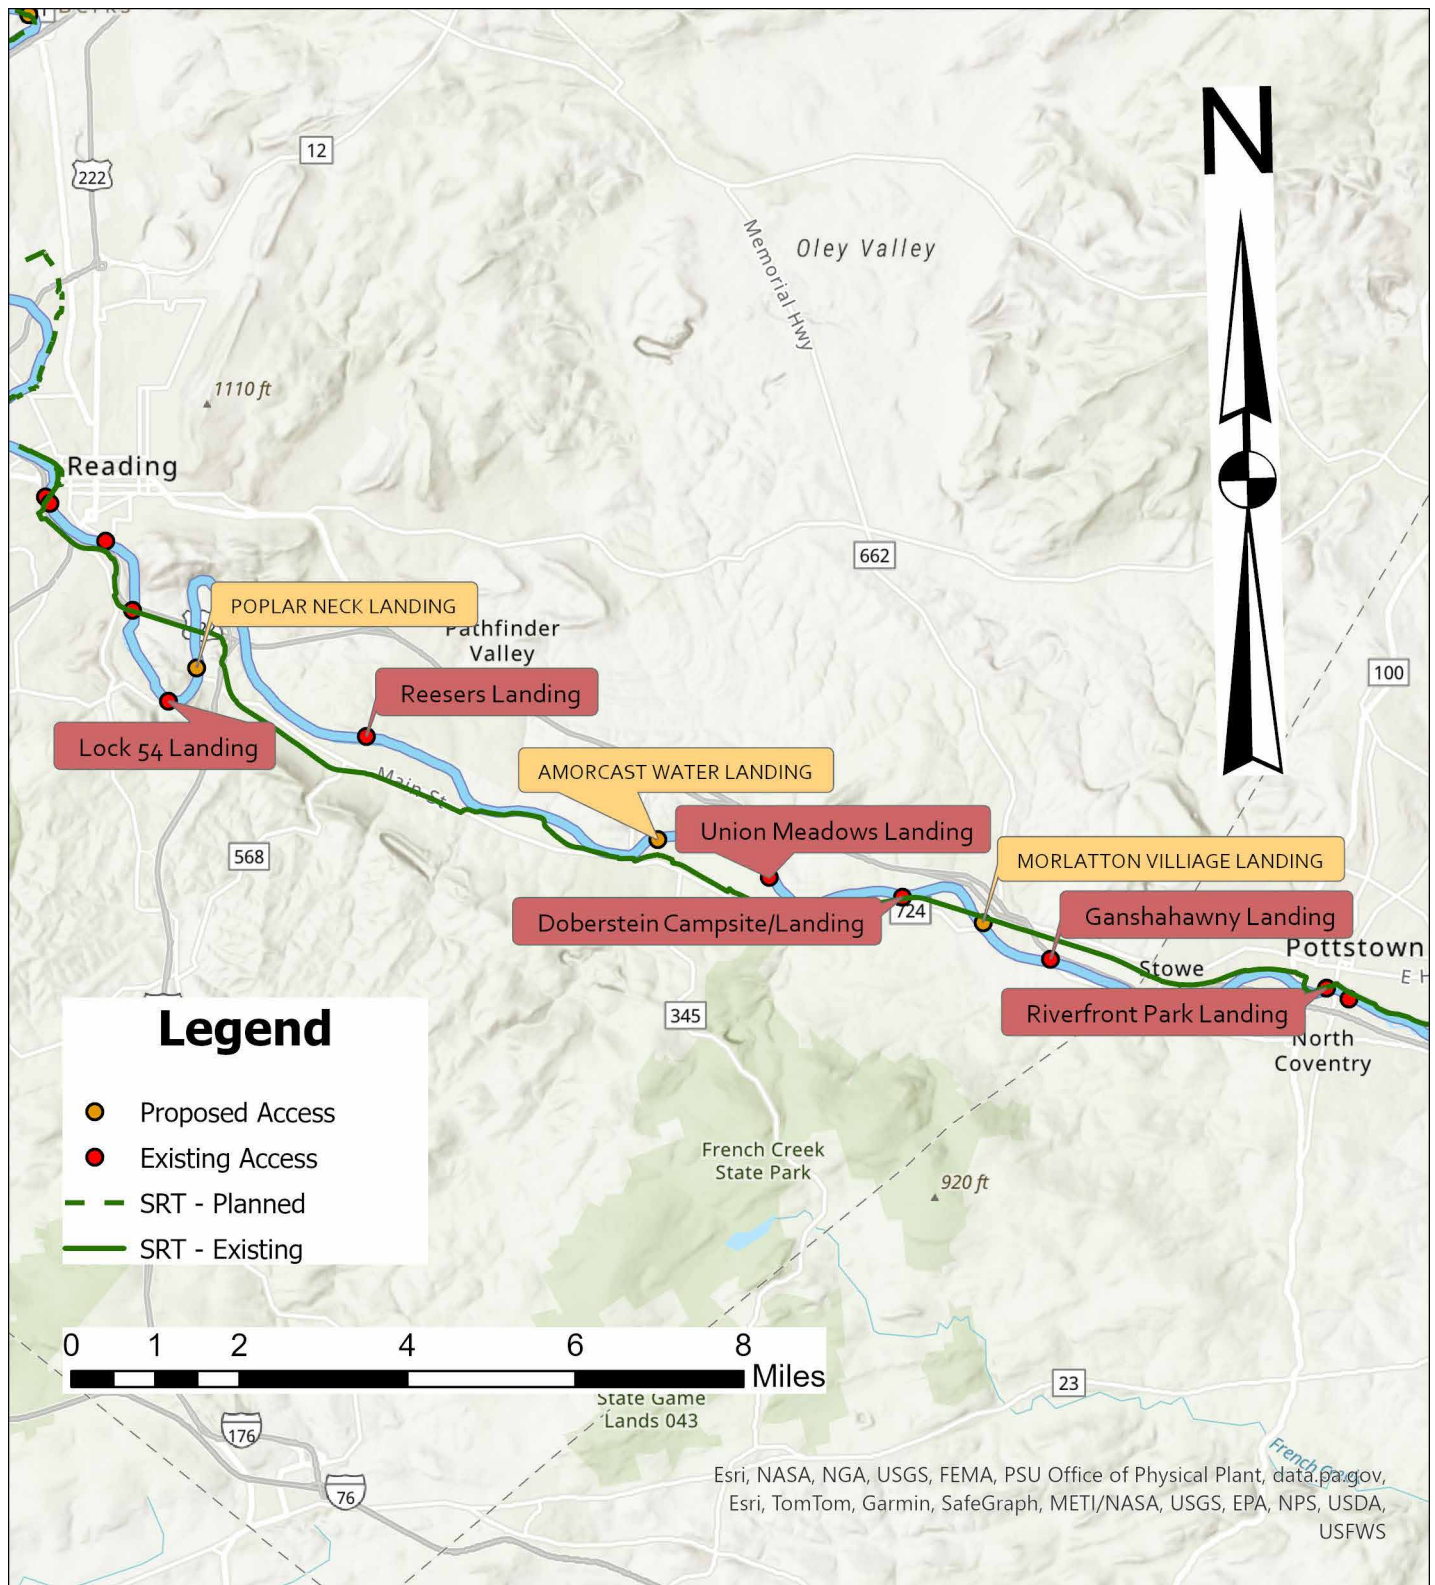 Berks
N
12
222
Memorial Hwy
Oley Valley
1110 ft
Reading
662
POPLAR NECK LANDING
Pathfinder
Valley
100
Reesers Landing
Lock 54 Landing
AMORCAST WATER LANDING
Main St
Union Meadows Landing
568
MORLATTON VILLIAGE LANDING
724
Ganshahawny Landing
Doberstein Campsite/Landing
Pottstown
Stowe
E H
345
Riverfront Park Landing
North
Coventry
Legend
Proposed Access
Existing Access
SRT - Planned
SRT - Existing
French Creek
State Park
920 ft
0 1 2 4 6 8
Miles
23
State Game
Lands 043
176
76
French Creek
Esri, NASA, NGA, USGS, FEMA, PSU Office of Physical Plant, data.pa.gov,
Esri, TomTom, Garmin, SafeGraph, METI/NASA, USGS, EPA, NPS, USDA,
USFWS